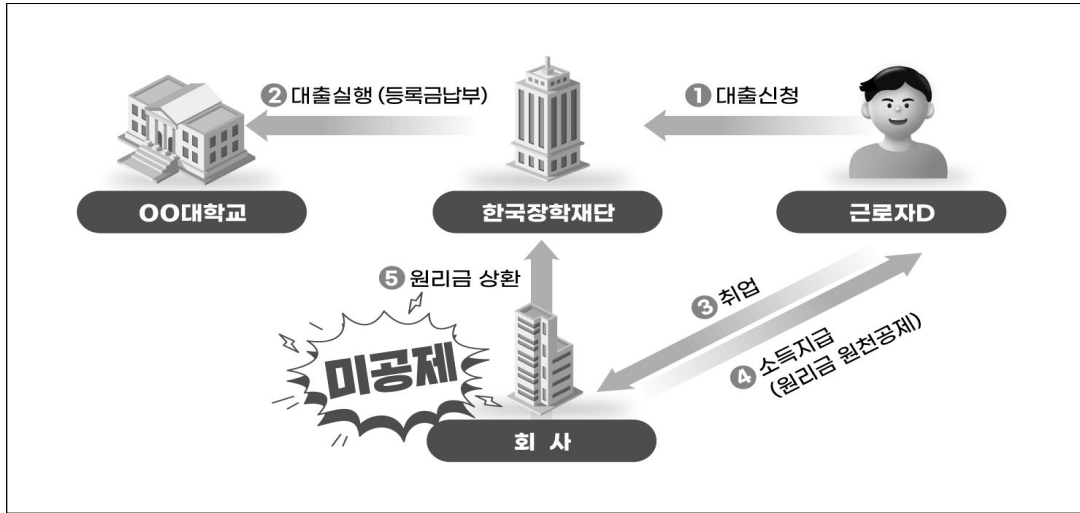 ② 대출실행 (등록금납부)
① 대출신청
OO대학교
한국장학재단
근로자D
⑤ 원리금 상환
③ 취업
④ 소득지급
(원리금 원천공제)
미공제
회 사